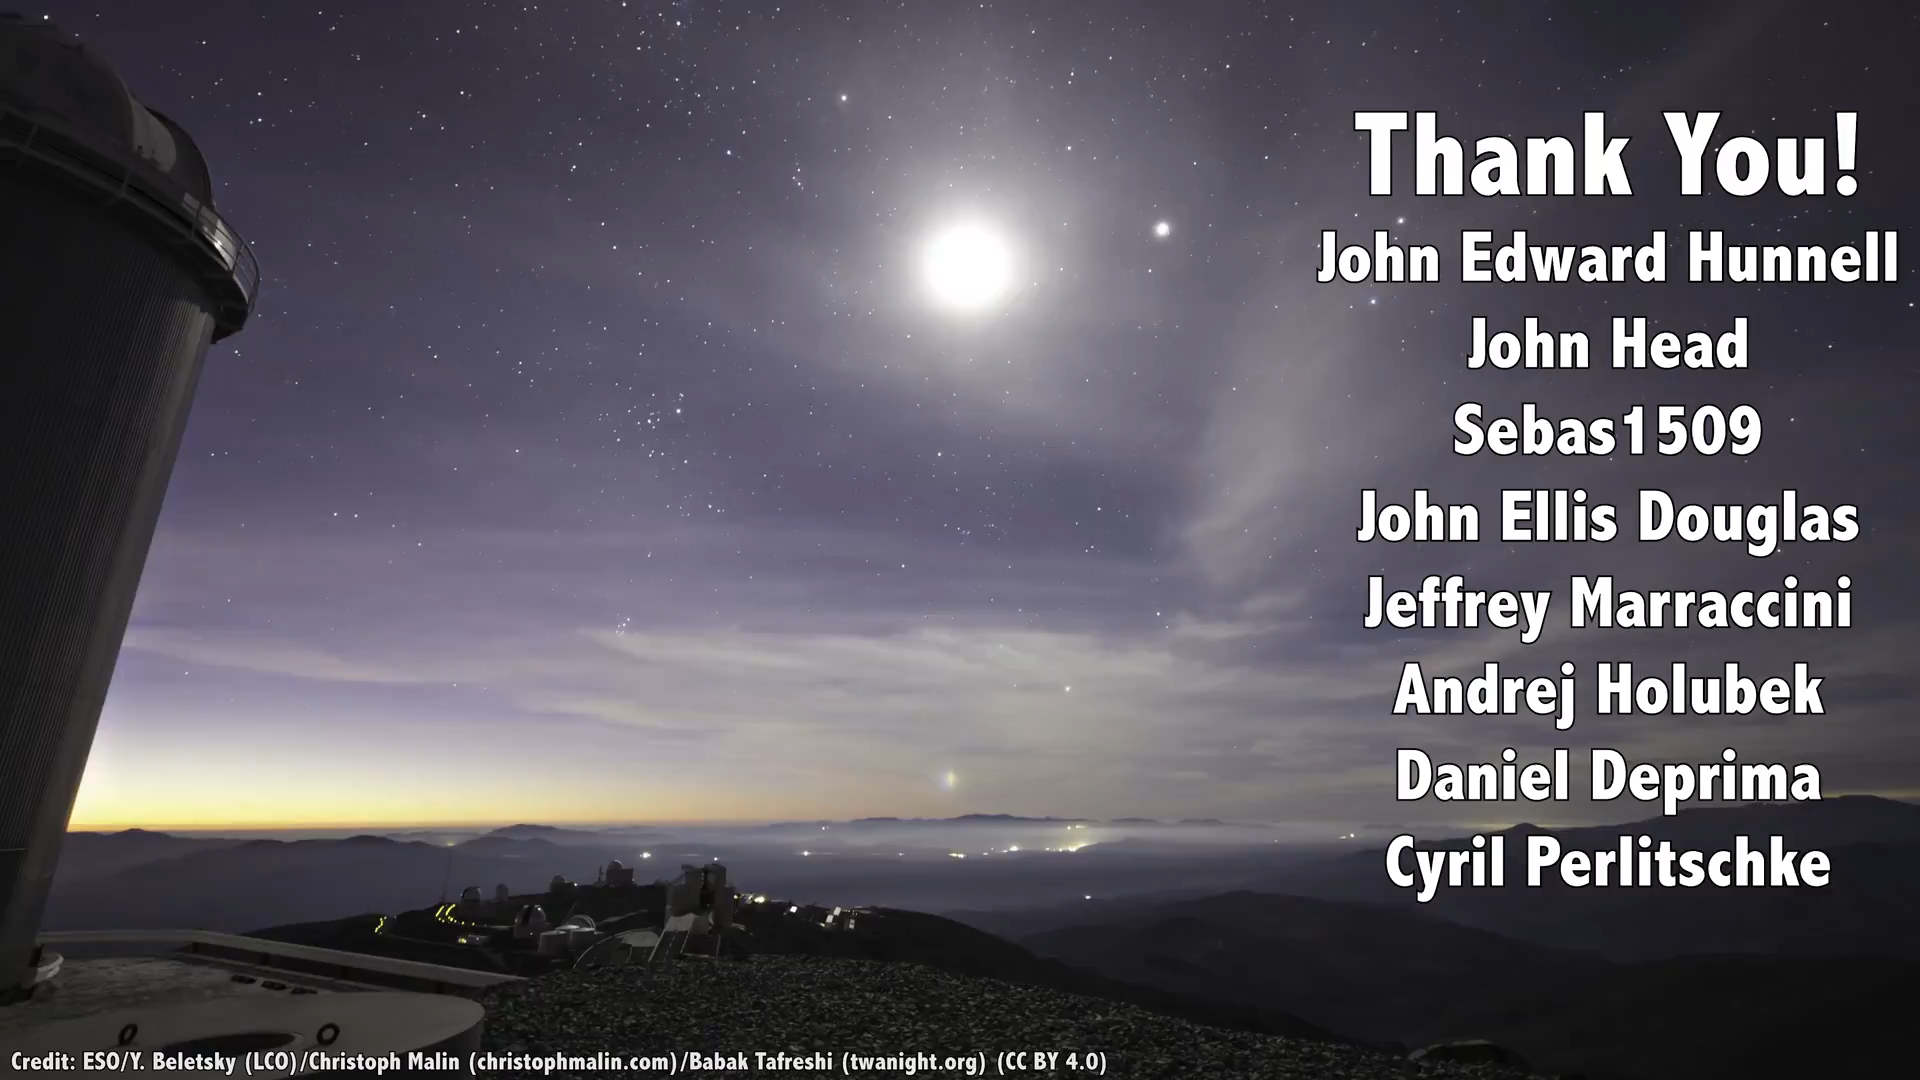 Thank You!
John Edward Hunnell
John Head
Sebas1509
John Ellis Douglas
Jeffrey Marraccini
Andrej Holubek
Daniel Deprima
Cyril Perlitschke
Credit: ESO/Y. Beletsky (LCO)/Christoph Malin (christophmalin.com)/Babak Tafreshi (twanight.org) (CC BY 4.0)